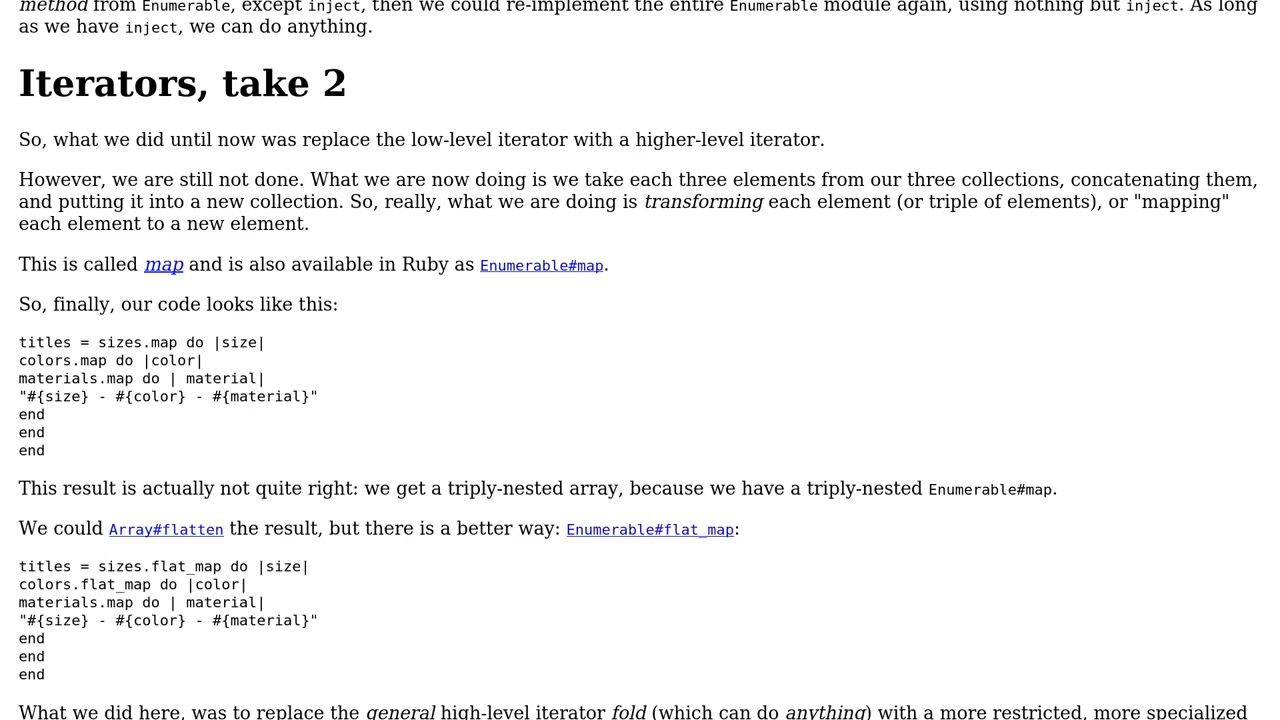 method from Enumerable, except inject, then we could re-implement the entire Enumerable module again, using nothing but inject. As long
as we have inject, we can do anything.
Iterators, take 2
So, what we did until now was replace the low-level iterator with a higher-level iterator.
However, we are still not done. What we are now doing is we take each three elements from our three collections, concatenating them,
and putting it into a new collection. So, really, what we are doing is transforming each element (or triple of elements), or "mapping"
each element to a new element.
This is called map and is also available in Ruby as Enumerable#map.
So, finally, our code looks like this:
titles = sizes.map do |size|
colors.map do |color|
materials.map do | material|
"#{size} - #{color} - #{material}"
end
end
end
This result is actually not quite right: we get a triply-nested array, because we have a triply-nested Enumerable#map.
We could Array#flatten the result, but there is a better way: Enumerable#flat_map:
titles = sizes.flat_map do |size|
colors.flat_map do |color|
materials.map do | material|
"#{size} - #{color} - #{material}"
end
end
end
What we did here, was to replace the general high-level iterator fold (which can do anything) with a more restricted, more specialized